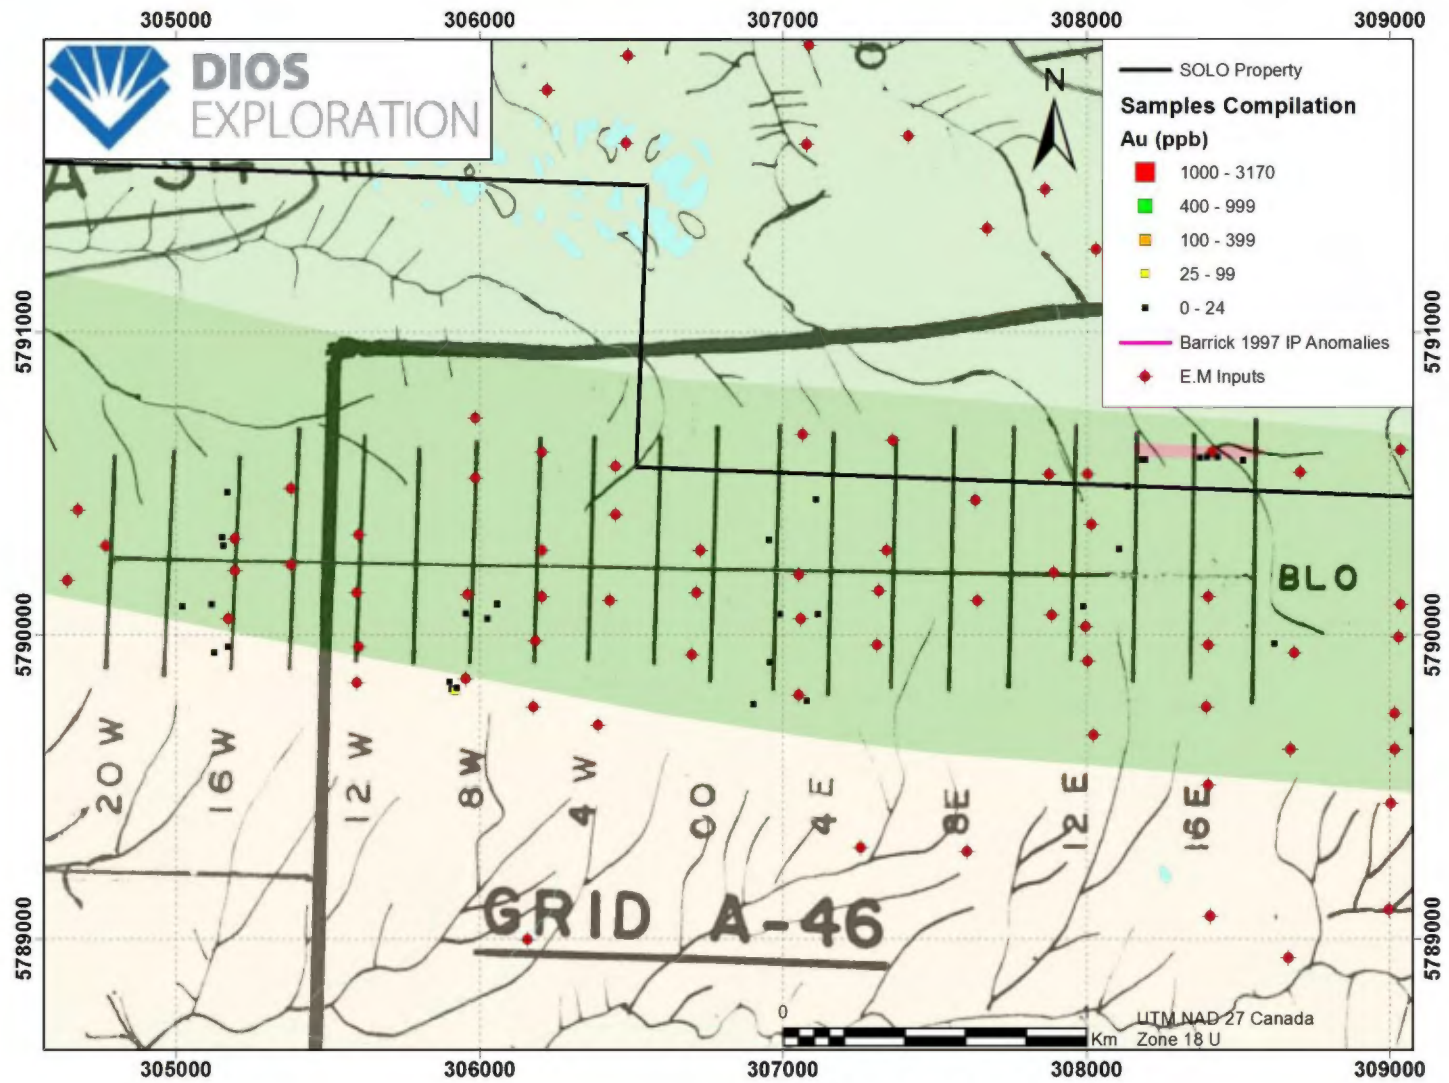 305000 306000 307000 308000 309000
DIOS
EXPLORATION
N
SOLO Property
Samples Compilation
Au (ppb)
1000 - 3170
400 - 999
100 - 399
25 - 99
0 - 24
Barrick 1997 IP Anomalies
E.M Inputs
5791000 5791000
BLO
5790000 5790000
20 W 16 W 12 W 8 W 4 W 00 4 E 8E 12 E 16 E
GRID A-46
5789000 5789000
0
Km
UTM NAD 27 Canada
Zone 18 U
305000 306000 307000 308000 309000